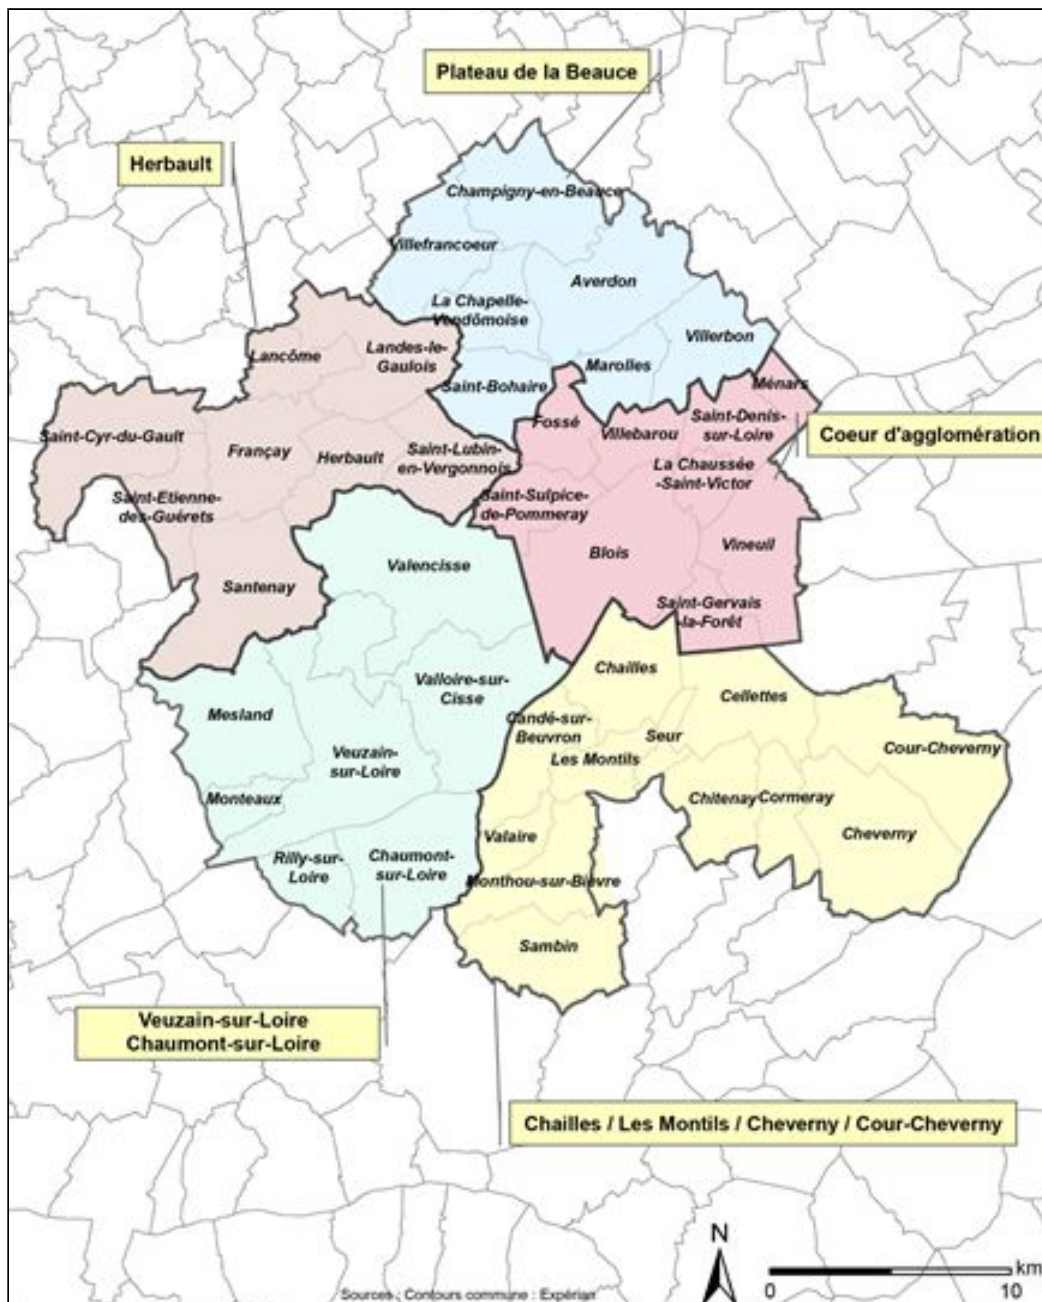 Plateau de la Beauce
Herbault
Champigny-en-Beauce
Villefrancoeur
Averdon
La Chapelle-
Vendômoise
Villerbon
Lancôme
Landes-le-
Gaulois
Marolles
Saint-Bohaire
Ménars
Fossé
Saint-Denis-
sur-Loire
Villebarou
Coeur d'agglomération
Saint-Cyr-du-Gault
Françay
Herbault
Saint-Lubin-
en-Vergonnois
La Chaussée
-Saint-Victor
Saint-Etienne-
des-Guérets
Saint-Sulpice-
de-Pommeray
Blois
Vineuil
Valencisse
Santenay
Saint-Gervais
-la-Forêt
Chailles
Valloire-sur-
Cisse
Cellettes
Mesland
Candé-sur-
Beuvron
Seur
Cour-Cheverny
Veuzain-
sur-Loire
Les Montils
Monteaux
Chitenay
Cormeray
Valaire
Cheverny
Rilly-sur-
Loire
Chaumont-
sur-Loire
Monthou-sur-Bièvre
Sambin
Veuzain-sur-Loire
Chaumont-sur-Loire
Chailles / Les Montils / Cheverny / Cour-Cheverny
N
km
0 10
Sources : Contours commune : Expérian